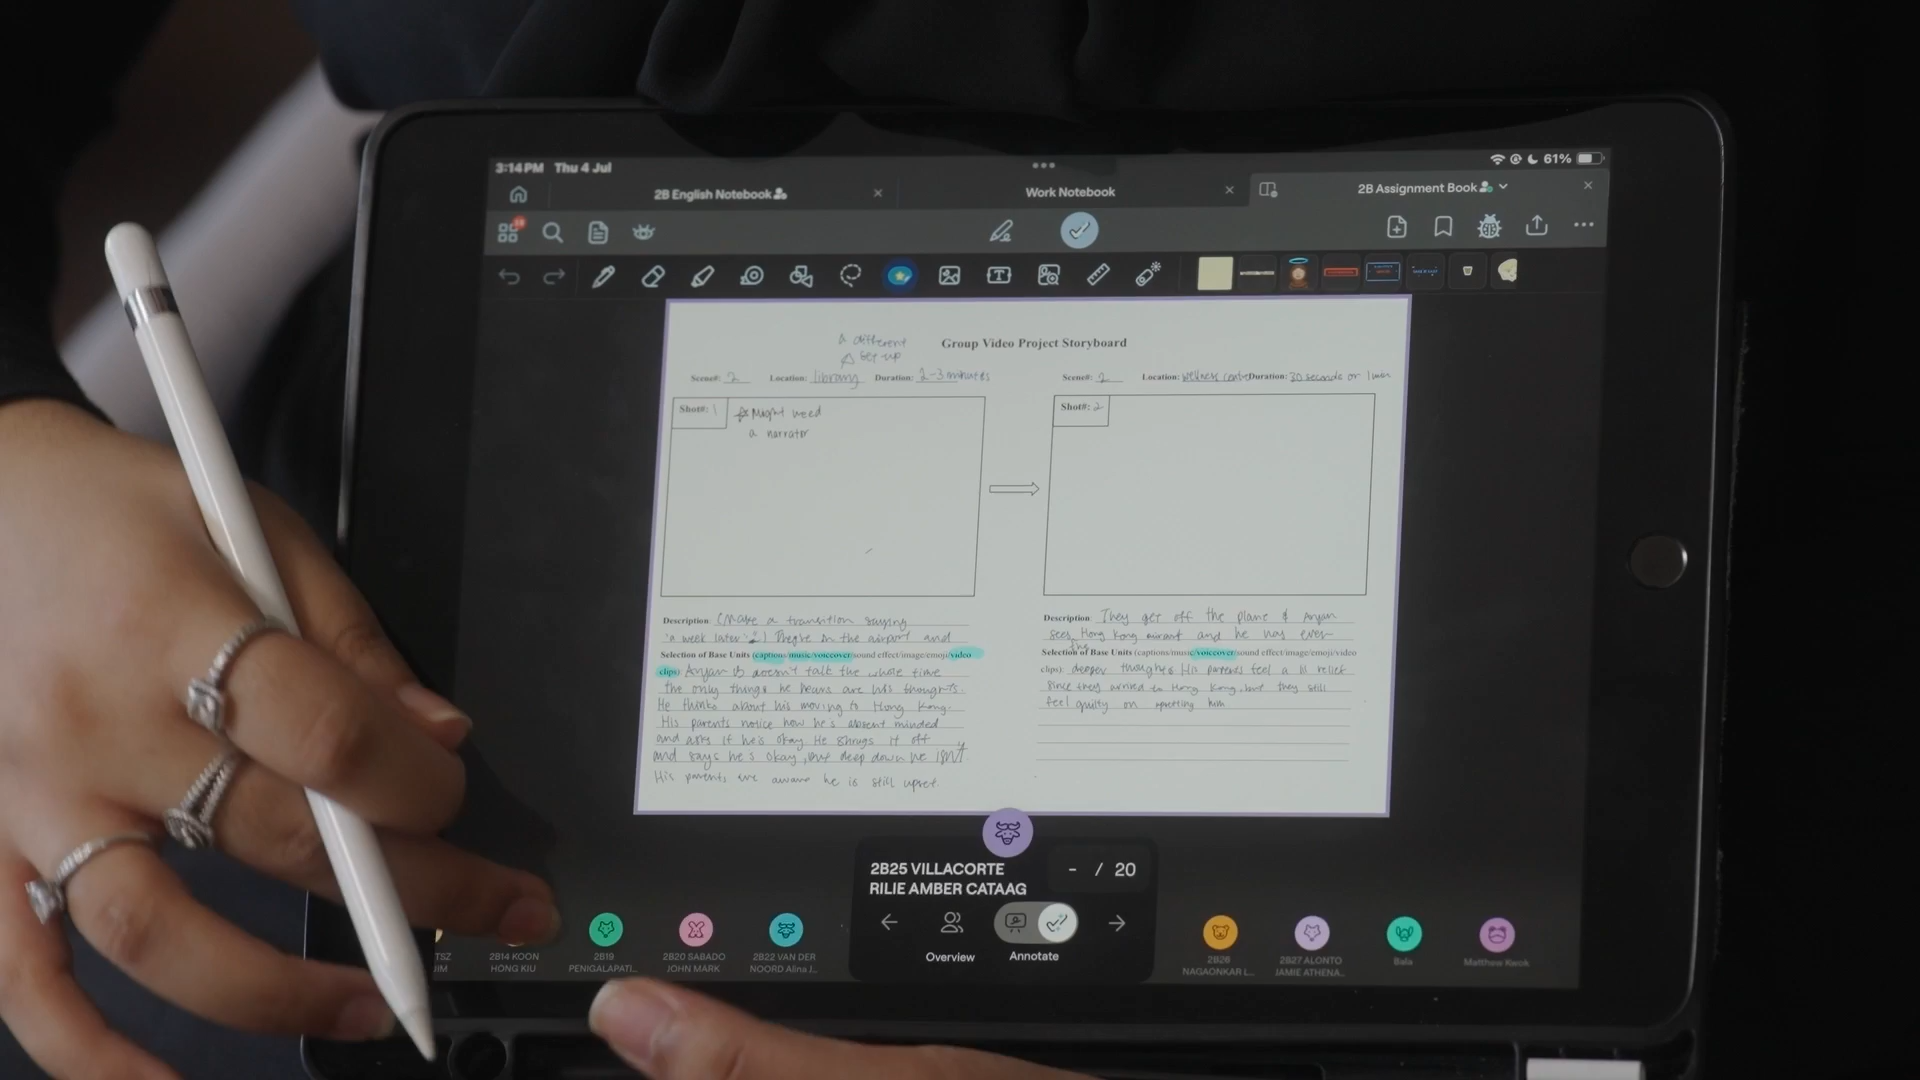 3:14 PM Thu 4 Jul
61%
2B English Notebook
Work Notebook
2B Assignment Book
Group Video Project Storyboard
a different
set up
Scene#: 2 Location: library Duration: 2-3 minutes
Scene#: 2 Location: wellness centre Duration: 30 seconds or 1 min
Shot#: 1
Might need
a narrator
Shot#: 2
Description: (Make a transition saying
'a week later'
in the airport and
Selection of Base Units (captions/music/voiceover/sound effect/image/emoji/video
clips): Aryan doesn't talk the whole time
the only things he hears are his thoughts.
He thinks about his moving to Hong Kong.
His parents notice how he's absent minded
and asks if he's okay He shrugs it off
and says he's okay, but deep down he isn't
His parents are aware he is still upset.
Description: They get off the plane & Aryan
sees Hong Kong airport and he has even
Selection of Base Units (captions/music/voiceover/sound effect/image/emoji/video
clips): deeper thoughts His parents feel a lil relief
since they arrived to Hong Kong, but they still
feel guilty on upsetting him
2B25 VILLACORTE
RILIE AMBER CATAAG
- / 20
Overview
Annotate
TSZ
JIM
2B14 KOON
HONG KIU
2B19
PENIGALAPATI...
2B20 SABADO
JOHN MARK
2B22 VAN DER
NOORD Alina J...
2B26
NAGAONKAR L...
2B27 ALONTO
JAMIE ATHENA...
Bala
Matthew Kwok